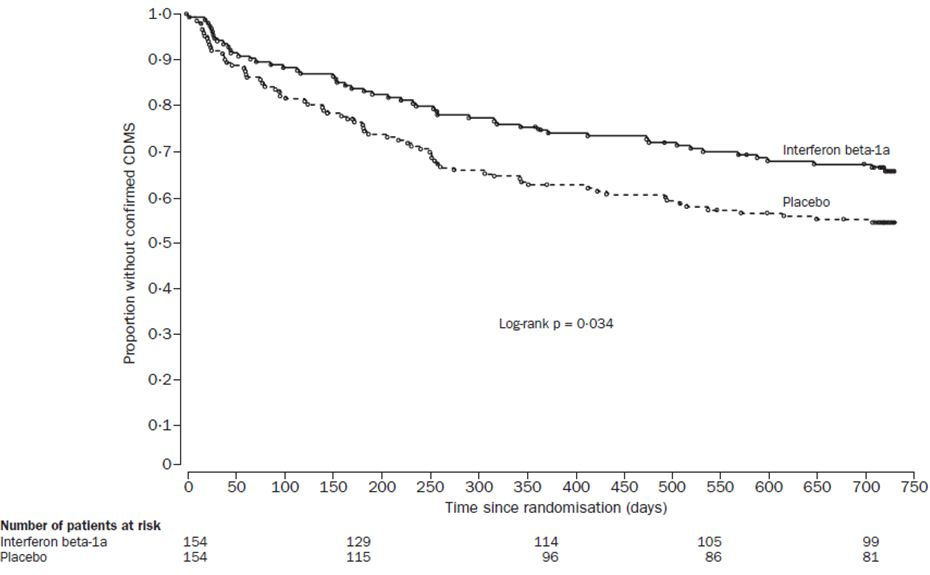 Proportion without confirmed CDMS
1·0
0·9
0·8
0·7
0·6
0·5
0·4
0·3
0·2
0·1
0
Interferon beta-1a
Placebo
Log-rank p = 0·034
0 50 100 150 200 250 300 350 400 450 500 550 600 650 700 750
Time since randomisation (days)
Number of patients at risk
Interferon beta-1a 154 129 114 105 99
Placebo 154 115 96 86 81